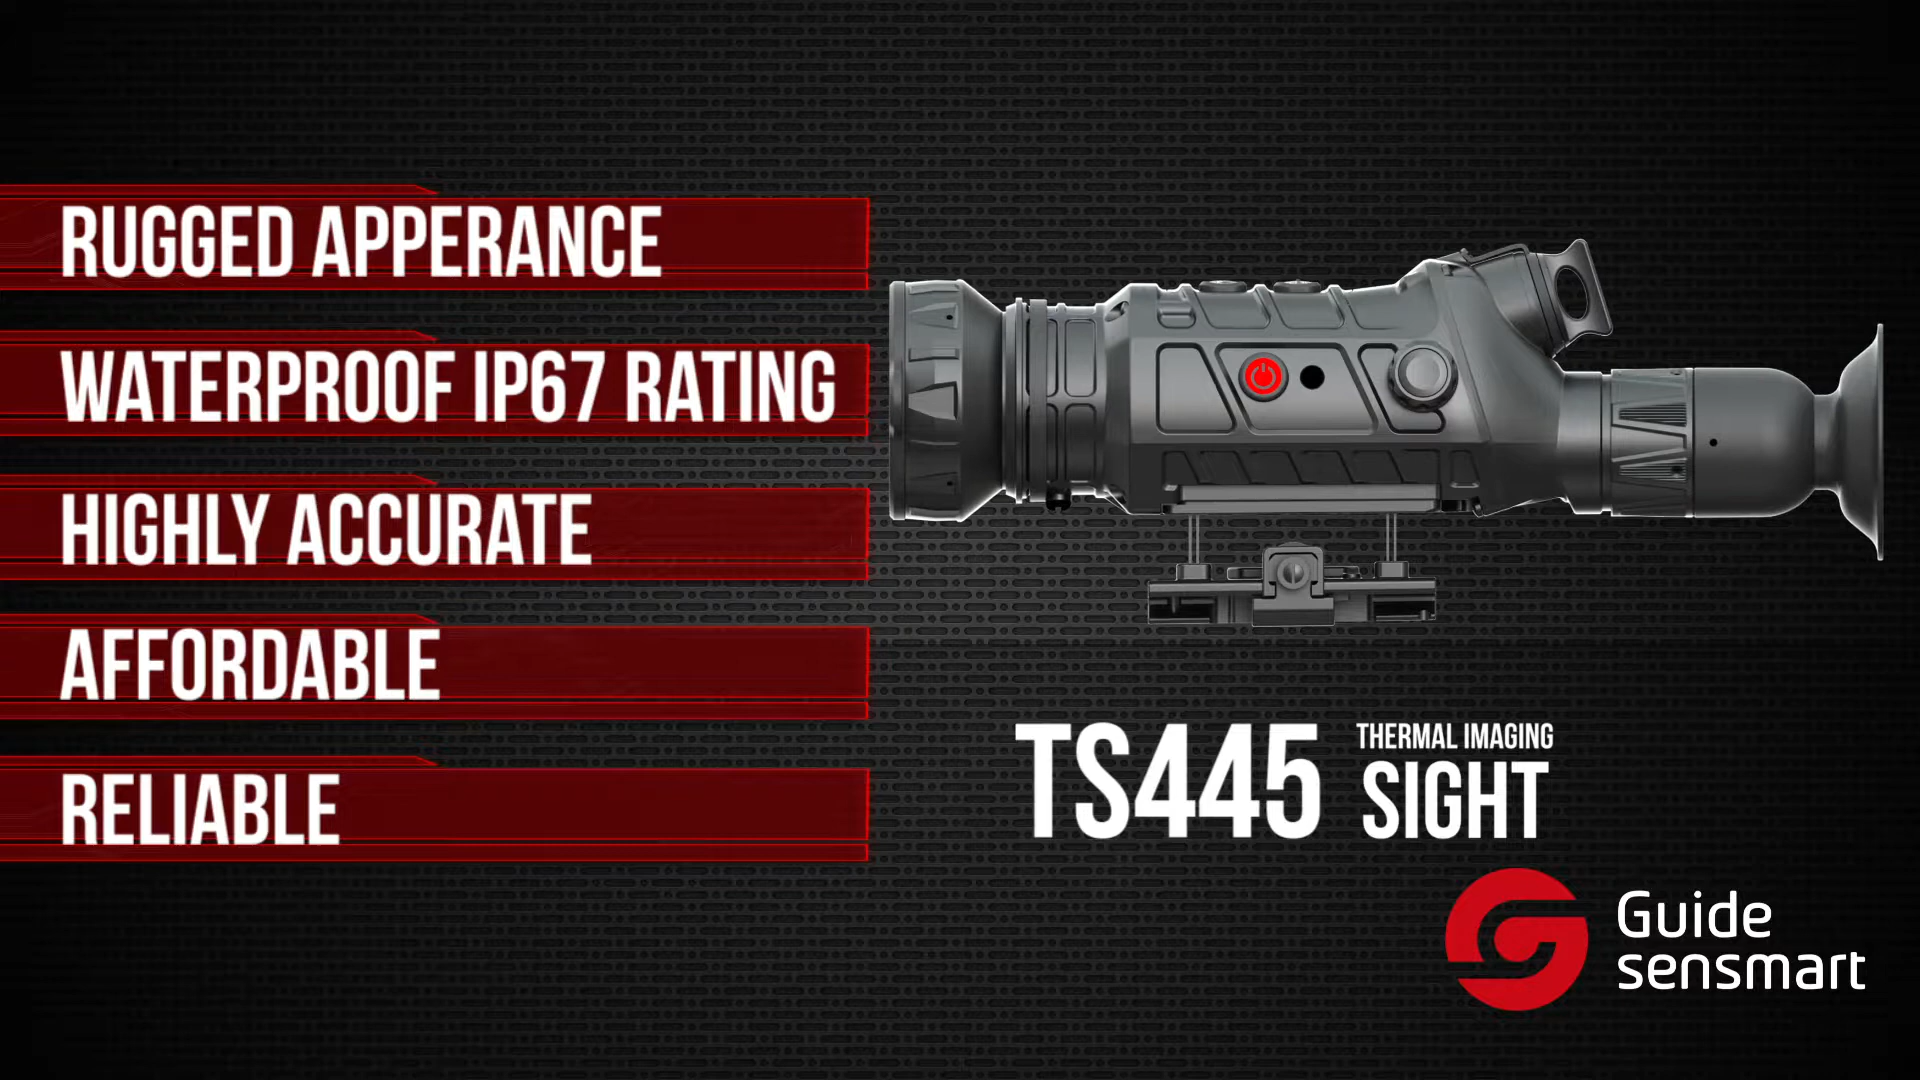 RUGGED APPERANCE
WATERPROOF IP67 RATING
HIGHLY ACCURATE
AFFORDABLE
RELIABLE
TS445
THERMAL IMAGING
SIGHT
Guide
sensmart